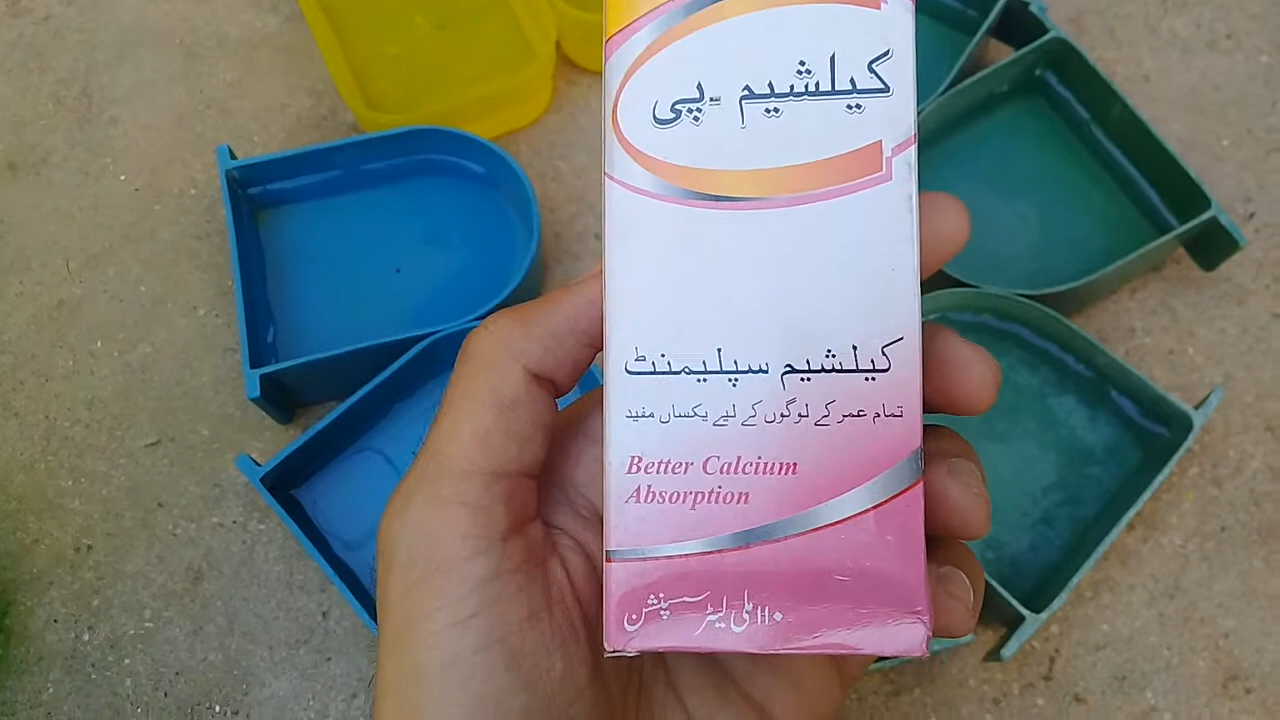 کیلشیم - پی
کیلشیم سپلیمنٹ
تمام عمر کے لوگوں کے لیے یکساں مفید
Better Calcium
Absorption
۱۱۰ ملی لیٹر سسپنشن